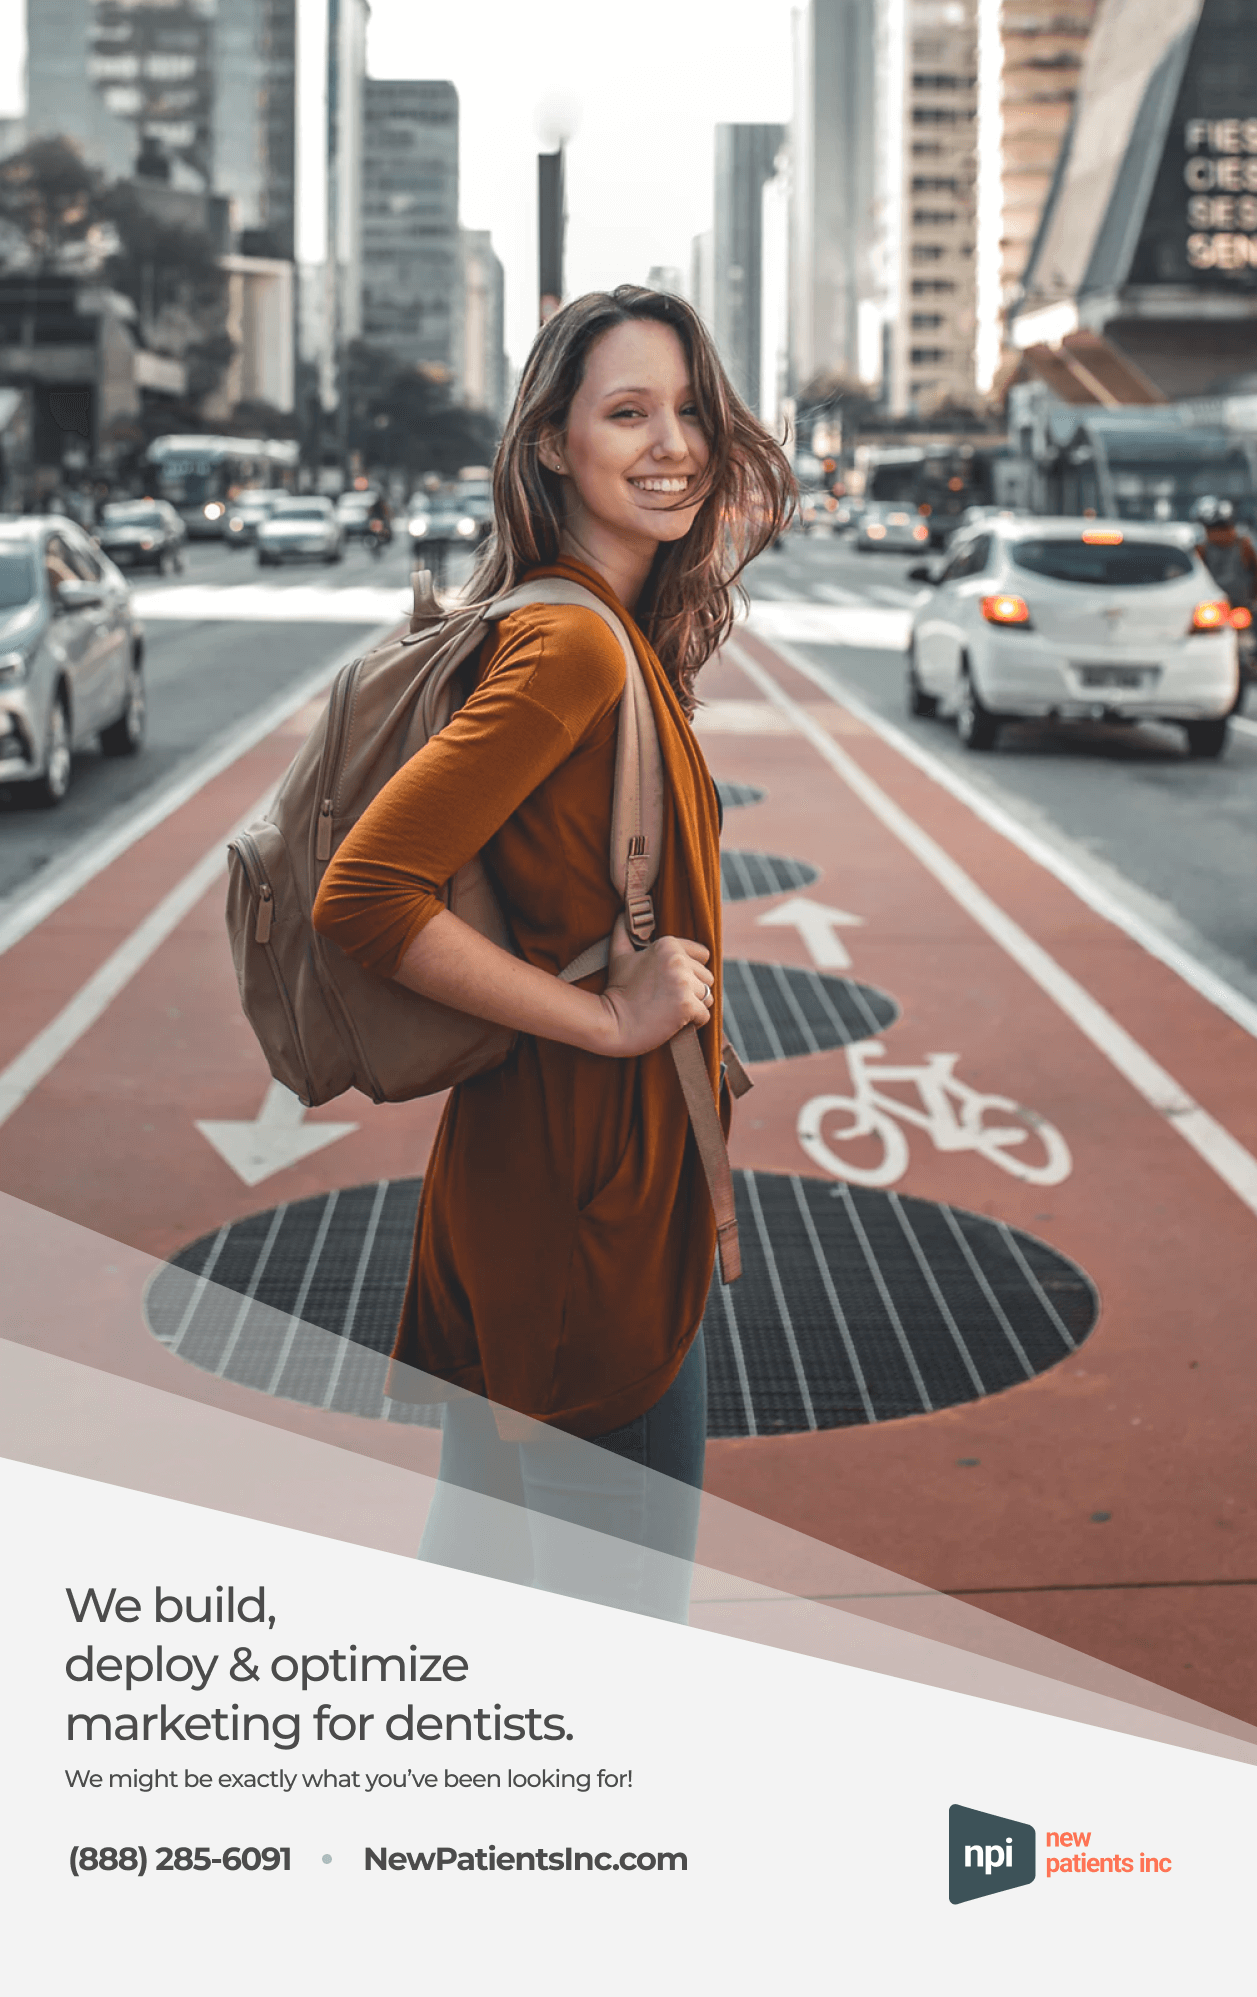 FIES
CIES
SES
SEN
We build,
deploy & optimize
marketing for dentists.
We might be exactly what you've been looking for!
(888) 285-6091 • NewPatientsInc.com
npi
new
patients inc